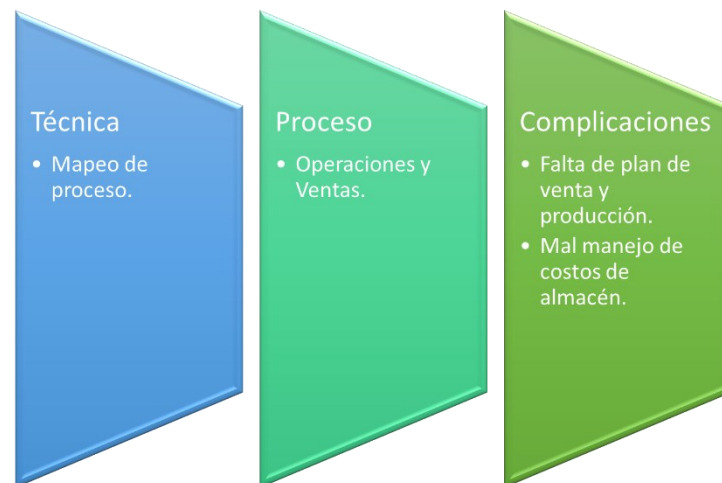 Técnica
• Mapeo de
proceso.
Proceso
• Operaciones y
Ventas.
Complicaciones
• Falta de plan de
venta y
producción.
• Mal manejo de
costos de
almacén.